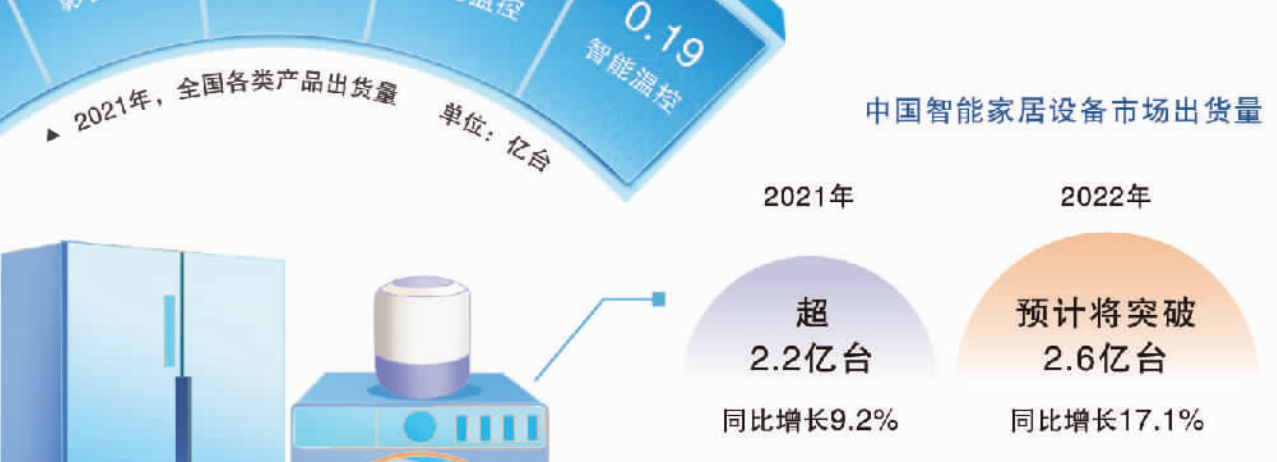 温控
0.19
智能温控
▲ 2021年，全国各类产品出货量 单位：亿台
中国智能家居设备市场出货量
2021年
2022年
超
2.2亿台
预计将突破
2.6亿台
同比增长9.2%
同比增长17.1%